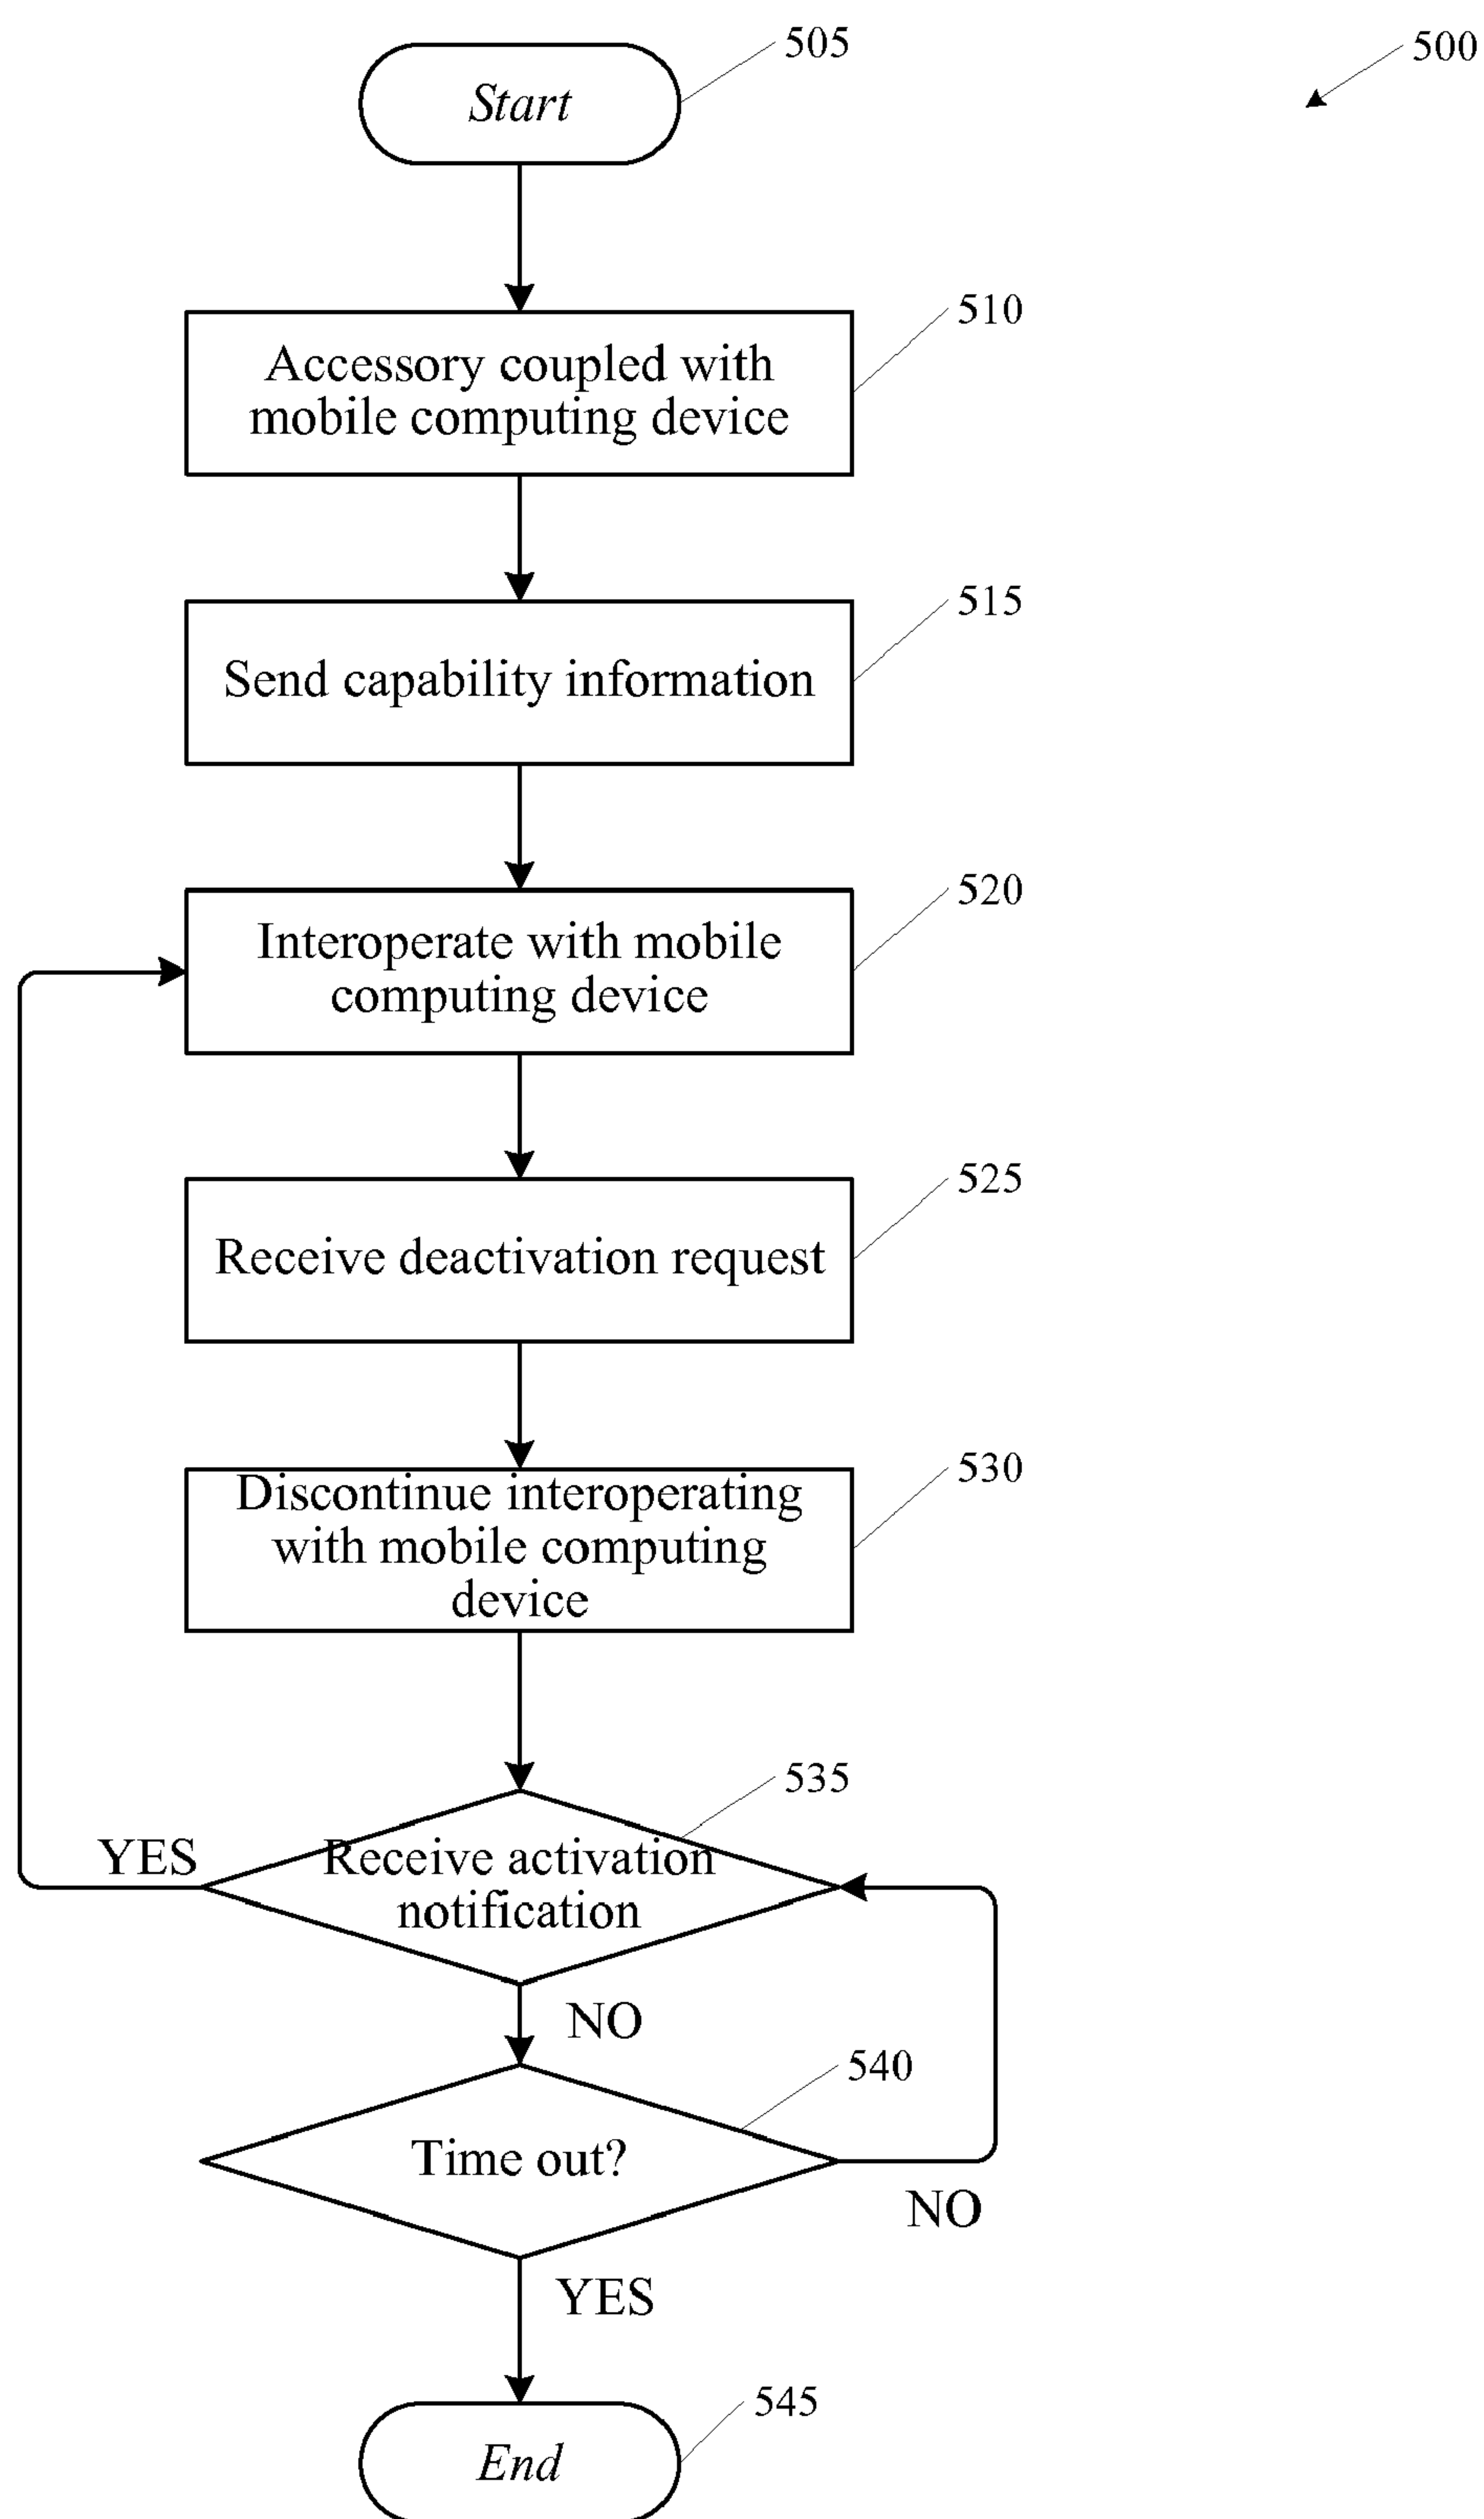 505
500
Start
510
Accessory coupled with
mobile computing device
515
Send capability information
520
Interoperate with mobile
computing device
525
Receive deactivation request
530
Discontinue interoperating
with mobile computing
device
535
YES
Receive activation
notification
NO
540
Time out?
NO
YES
545
End